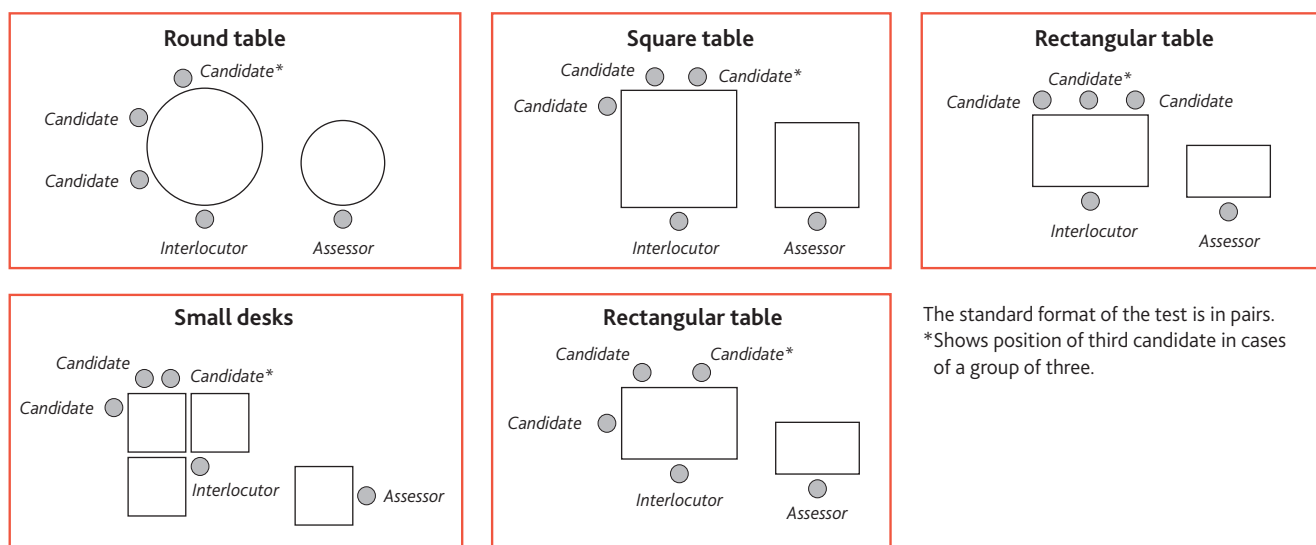 Round table
Candidate*
Candidate
Candidate
Interlocutor
Assessor
Square table
Candidate
Candidate*
Candidate
Interlocutor
Assessor
Rectangular table
Candidate*
Candidate
Candidate
Interlocutor
Assessor
Small desks
Candidate
Candidate*
Candidate
Interlocutor
Assessor
Rectangular table
Candidate
Candidate*
Candidate
Interlocutor
Assessor
The standard format of the test is in pairs.
*Shows position of third candidate in cases
of a group of three.